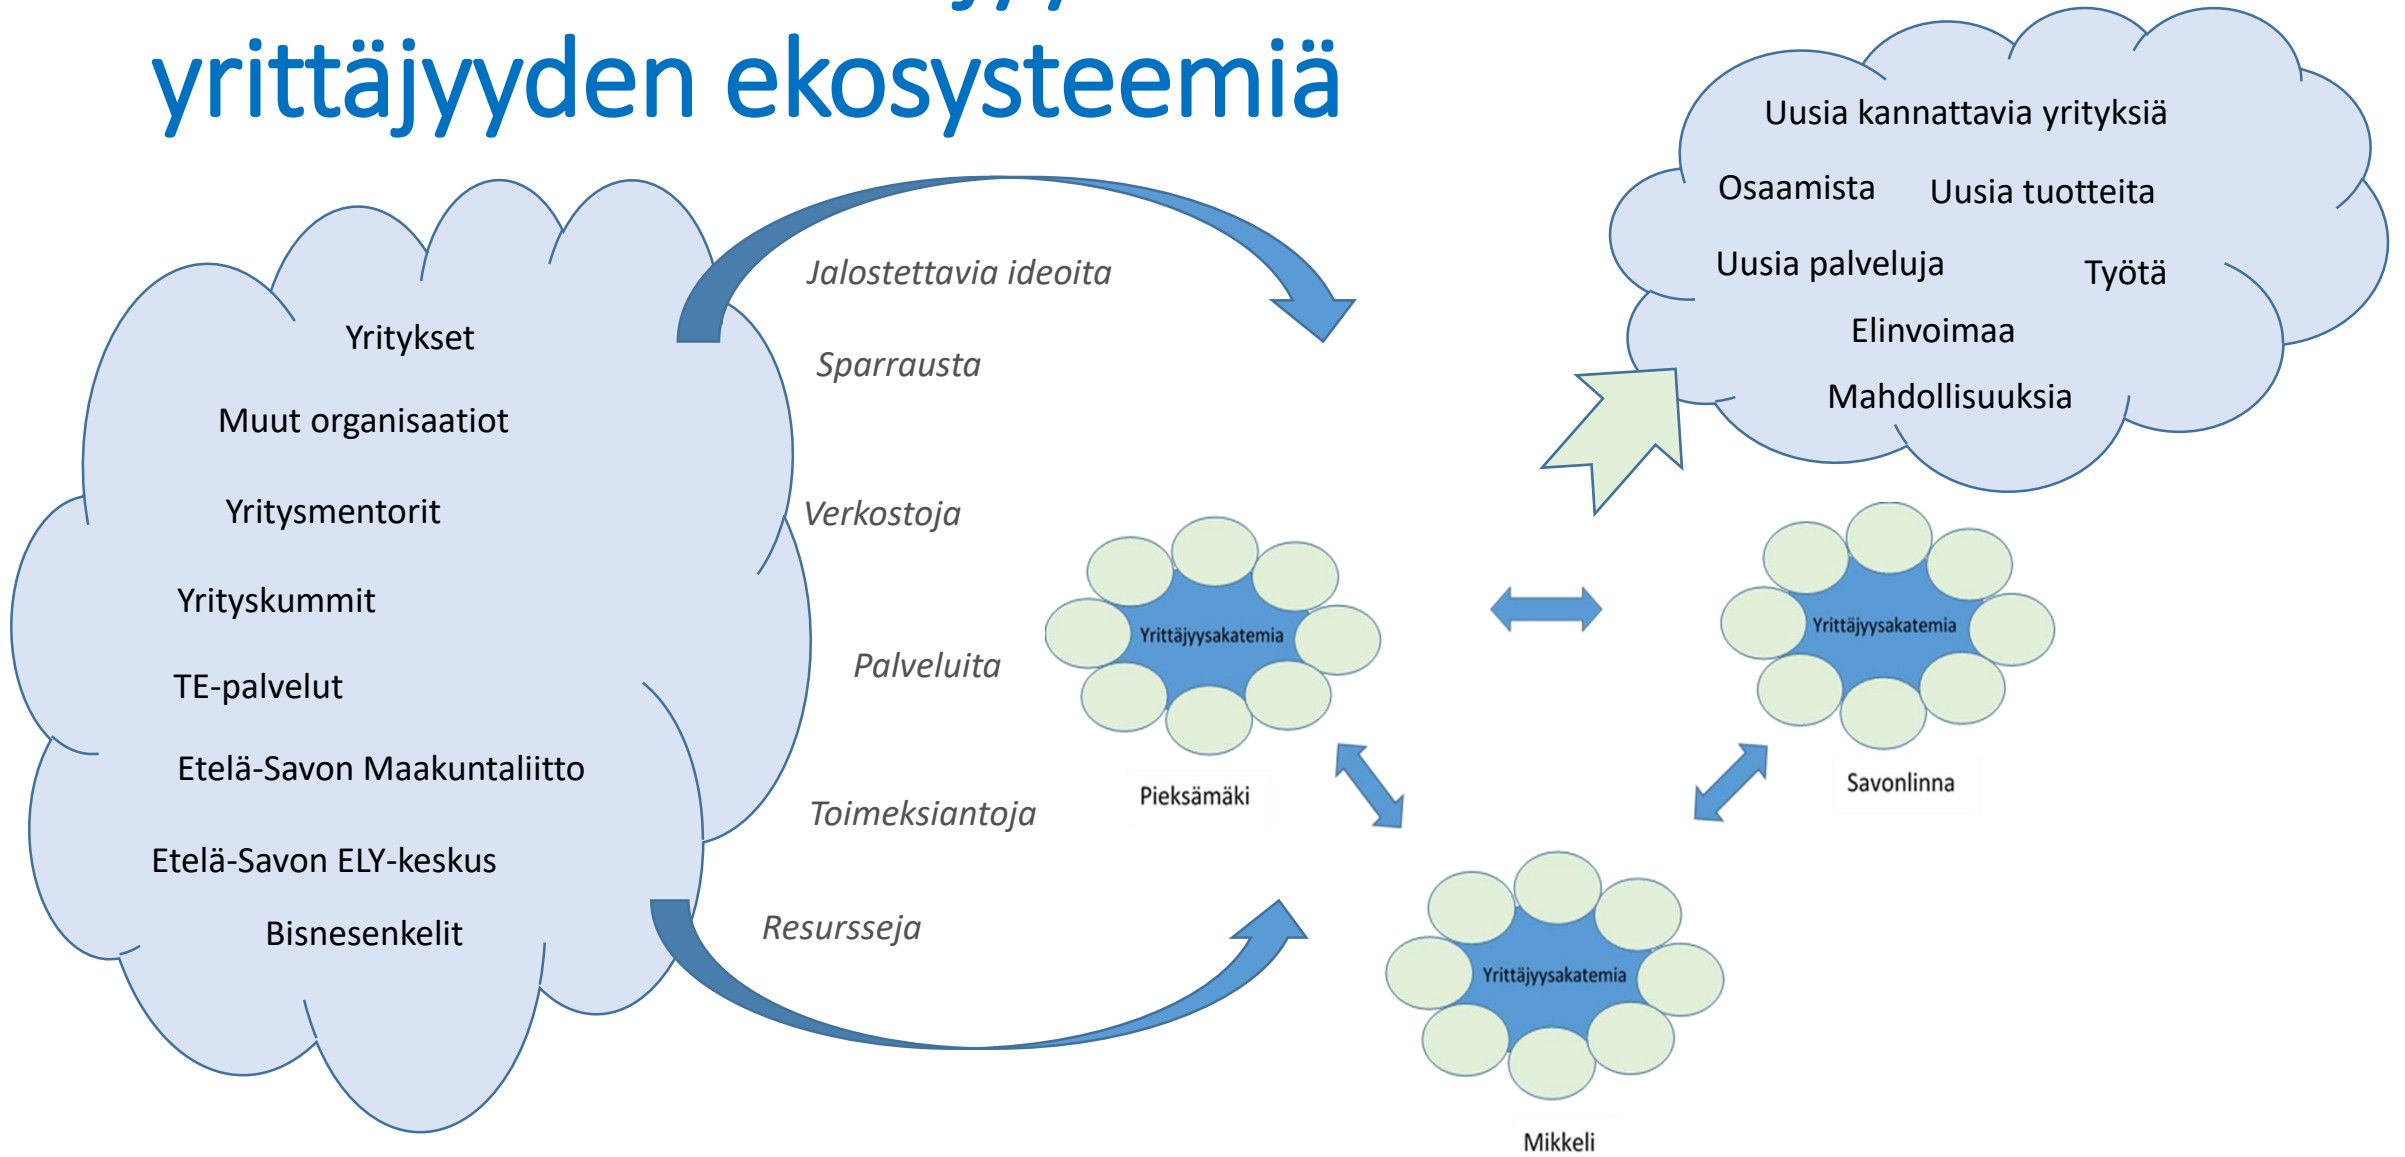 yrittäjyyden ekosysteemiä
Yritykset
Muut organisaatiot
Yritysmentorit
Yrityskummit
TE-palvelut
Etelä-Savon Maakuntaliitto
Etelä-Savon ELY-keskus
Bisnesenkelit
Jalostettavia ideoita
Sparrausta
Verkostoja
Palveluita
Toimeksiantoja
Resursseja
Uusia kannattavia yrityksiä
Osaamista
Uusia tuotteita
Uusia palveluja
Työtä
Elinvoimaa
Mahdollisuuksia
Yrittäjyysakatemia
Pieksämäki
Yrittäjyysakatemia
Savonlinna
Yrittäjyysakatemia
Mikkeli